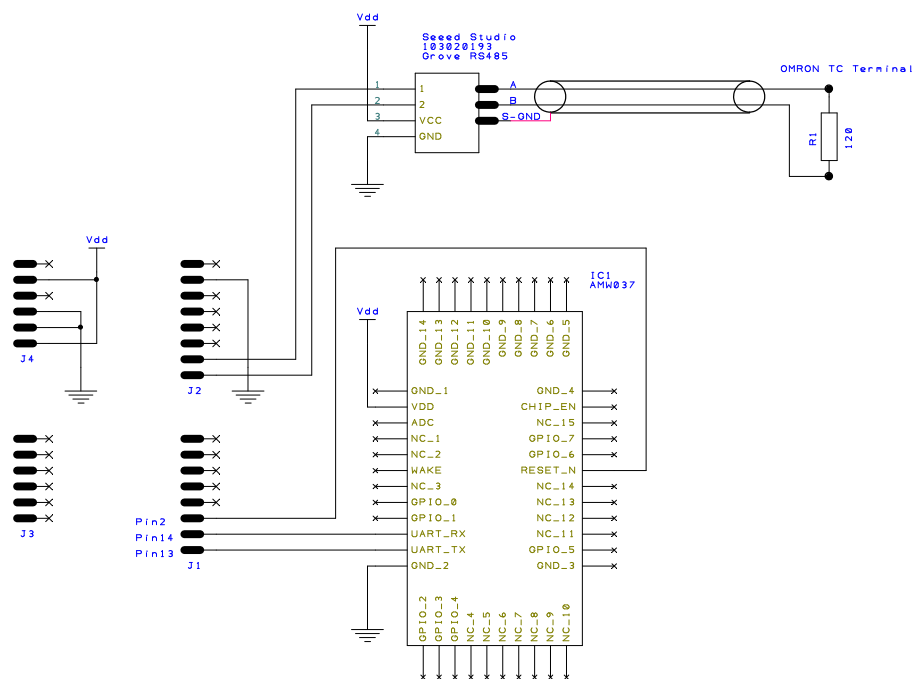 Vdd
Seeed Studio
103020193
Grove RS485
OMRON TC Terminal
1
1
A
2
2
B
3
VCC
S-GND
4
GND
R1
120
Vdd
J4
J2
Vdd
IC1
AMW037
GND_14
GND_13
GND_12
GND_11
GND_10
GND_9
GND_8
GND_7
GND_6
GND_5
GND_1
GND_4
VDD
CHIP_EN
ADC
NC_15
NC_1
GPIO_7
NC_2
GPIO_6
WAKE
RESET_N
NC_3
NC_14
GPIO_0
NC_13
GPIO_1
NC_12
UART_RX
NC_11
UART_TX
GPIO_5
GND_2
GND_3
GPIO_2
GPIO_3
GPIO_4
NC_4
NC_5
NC_6
NC_7
NC_8
NC_9
NC_10
J3
Pin2
Pin14
Pin13
J1